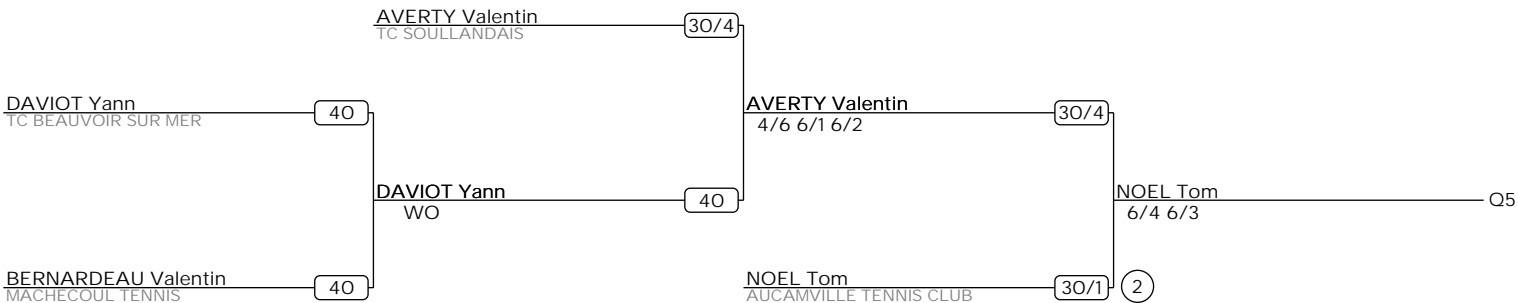 AVERTY Valentin
TC SOULLANDAIS
30/4
DAVIOT Yann
TC BEAUVOIR SUR MER
40
AVERTY Valentin
4/6 6/1 6/2
30/4
DAVIOT Yann
WO
40
NOEL Tom
6/4 6/3
Q5
BERNARDEAU Valentin
MACHECOUL TENNIS
40
NOEL Tom
AUCAMVILLE TENNIS CLUB
30/1
2